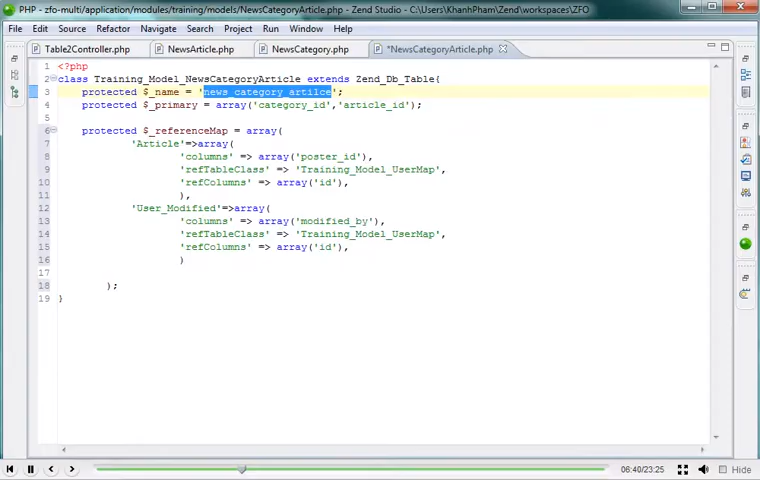 PHP - zfo-multi/application/modules/training/models/NewsCategoryArticle.php - Zend Studio - C:\Users\KhanhPham\Zend\workspaces\ZFO
File Edit Source Refactor Navigate Search Project Run Window Help
Table2Controller.php NewsArticle.php NewsCategory.php *NewsCategoryArticle.php
1 <?php
2 class Training_Model_NewsCategoryArticle extends Zend_Db_Table{
3 protected $_name = 'news_category_artilce';
4 protected $_primary = array('category_id','article_id');
5
6 protected $_referenceMap = array(
7 'Article'=>array(
8 'columns' => array('poster_id'),
9 'refTableClass' => 'Training_Model_UserMap',
10 'refColumns' => array('id'),
11 ),
12 'User_Modified'=>array(
13 'columns' => array('modified_by'),
14 'refTableClass' => 'Training_Model_UserMap',
15 'refColumns' => array('id'),
16 )
17
18 );
19 }
06:40/23:25 Hide